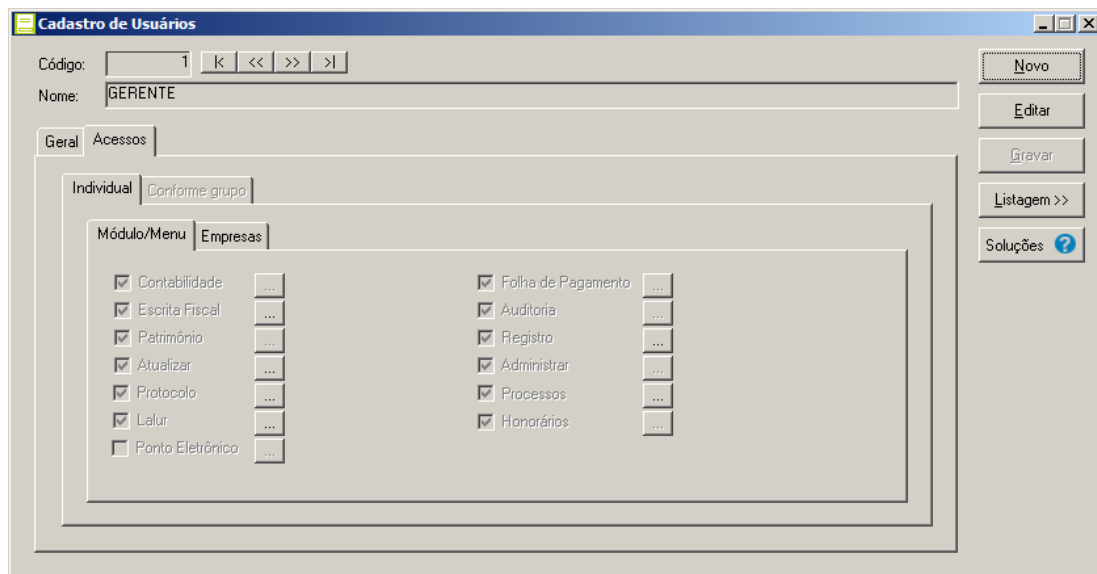 Cadastro de Usuários
Código: 1 |< << >> >|
Novo
Nome: GERENTE
Editar
Geral Acessos
Gravar
Individual Conforme grupo
Listagem >>
Módulo/Menu Empresas
Soluções ?
Contabilidade ... Folha de Pagamento ...
Escrita Fiscal ... Auditoria ...
Patrimônio ... Registro ...
Atualizar ... Administrar ...
Protocolo ... Processos ...
Lalur ... Honorários ...
Ponto Eletrônico ...